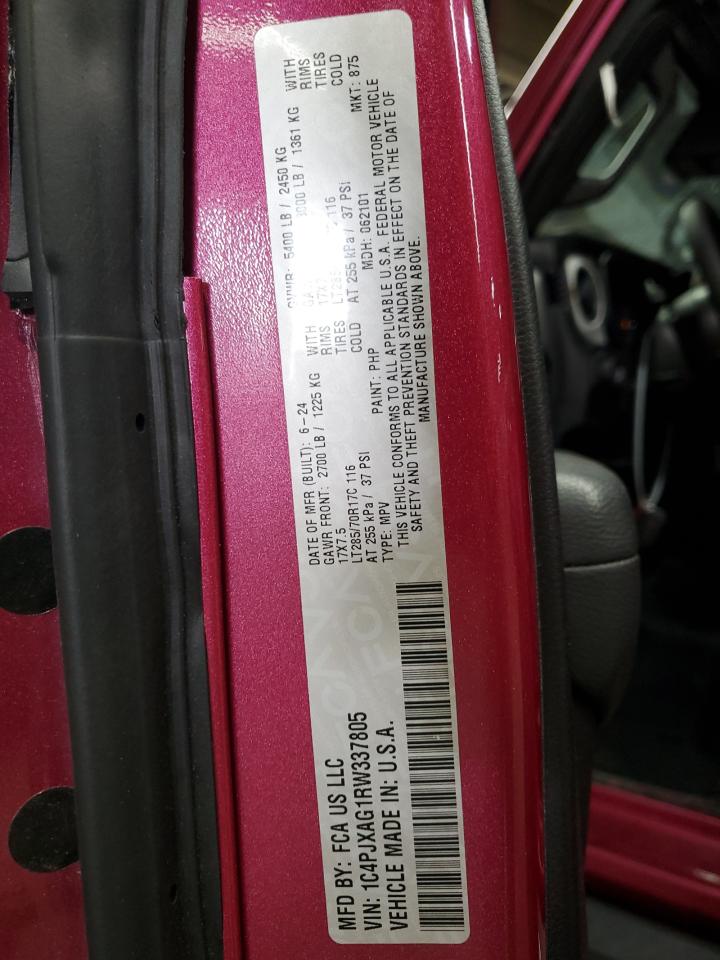 MFD BY: FCA US LLC
VIN: 1C4PJXAG1RW337805
VEHICLE MADE IN: U.S.A.
DATE OF MFR (BUILT): 6-24 GVWR: 5400 LB / 2450 KG
GAWR FRONT: 2700 LB / 1225 KG WITH 1361 KG WITH
17X7.5 RIMS RIMS
LT285/70R17C 116 TIRES 116 TIRES
AT 255 kPa / 37 PSI COLD AT 255 kPa / 37 PSI COLD
TYPE: MPV PAINT: PHP MDH: 062101 MKT: 875
THIS VEHICLE CONFORMS TO ALL APPLICABLE U.S.A. FEDERAL MOTOR VEHICLE
SAFETY AND THEFT PREVENTION STANDARDS IN EFFECT ON THE DATE OF
MANUFACTURE SHOWN ABOVE.